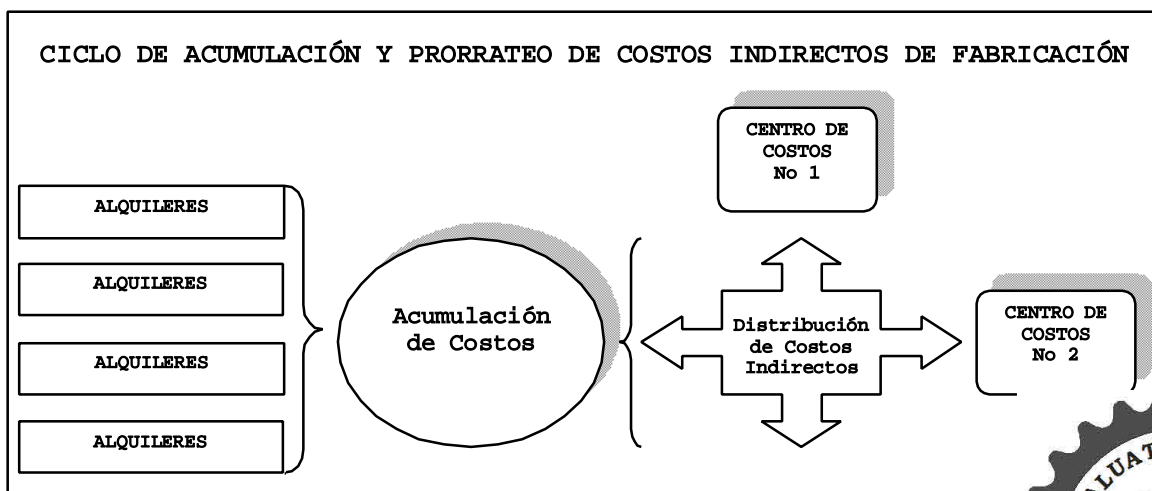 CICLO DE ACUMULACIÓN Y PRORRATEO DE COSTOS INDIRECTOS DE FABRICACIÓN
CENTRO DE
COSTOS
No 1
ALQUILERES
ALQUILERES
ALQUILERES
ALQUILERES
Acumulación
de Costos
Distribución
de Costos
Indirectos
CENTRO DE
COSTOS
No 2